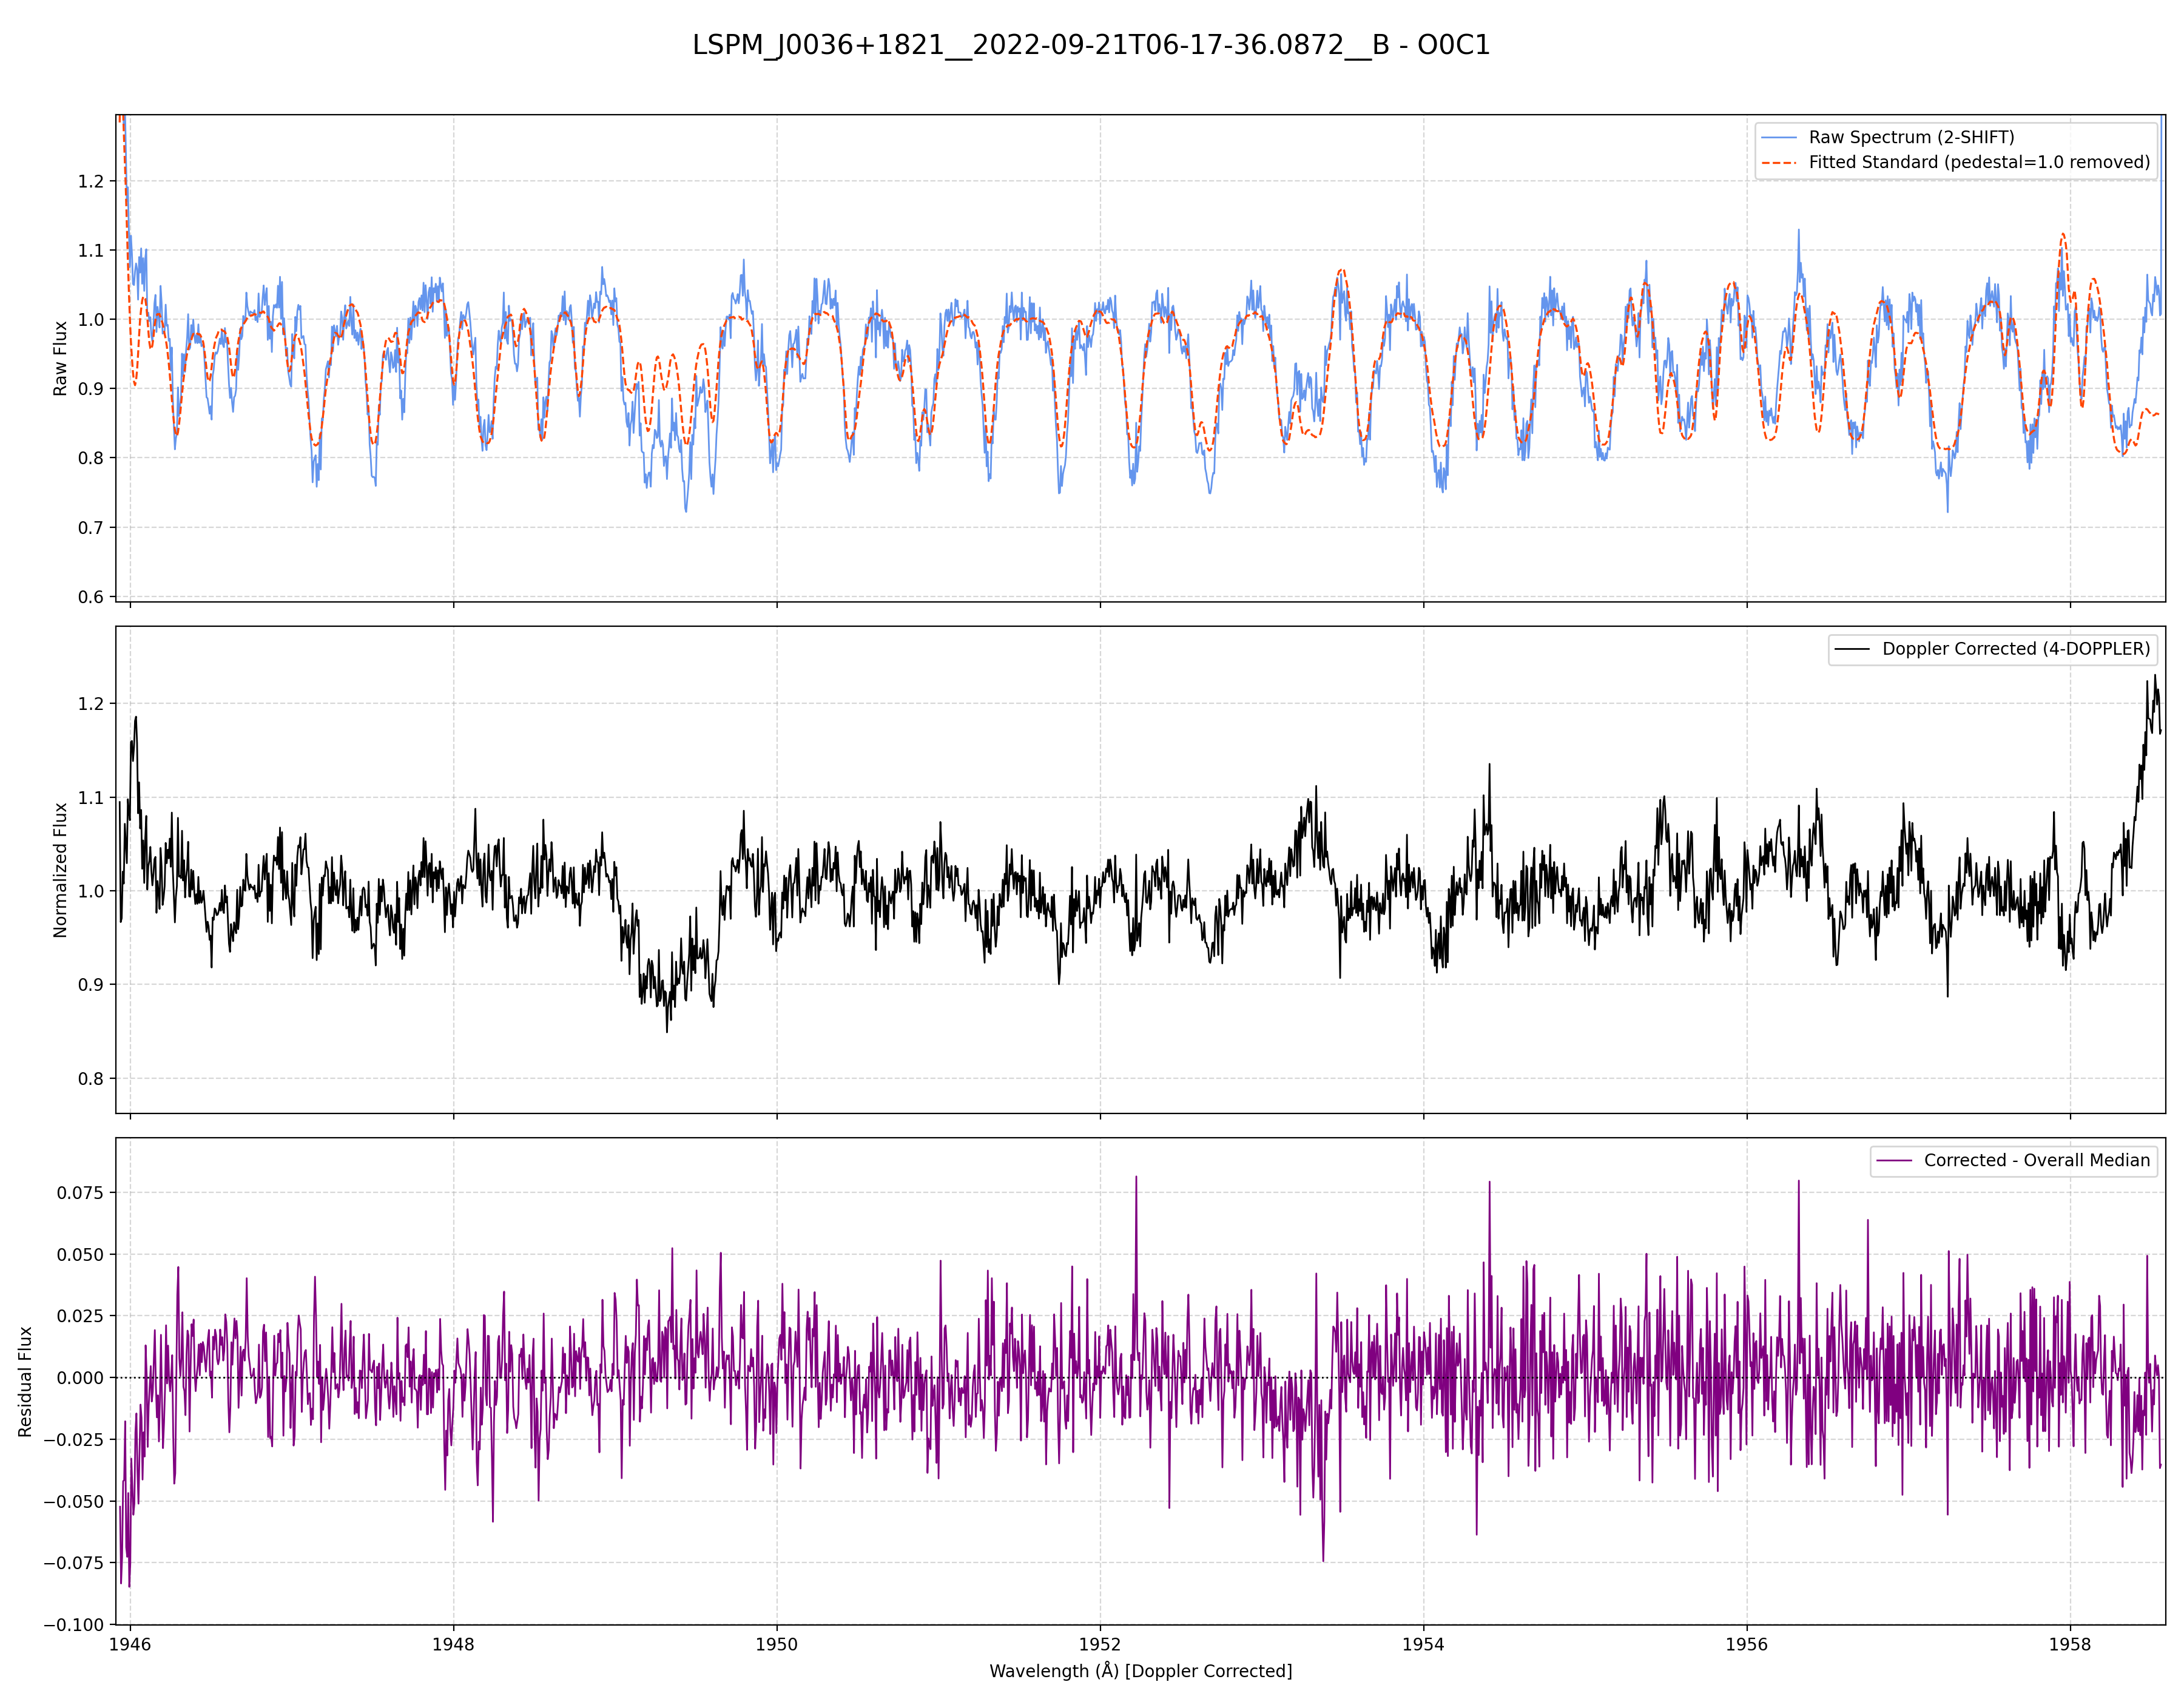 LSPM_J0036+1821__2022-09-21T06-17-36.0872__B - O0C1
Raw Spectrum (2-SHIFT)
Fitted Standard (pedestal=1.0 removed)
Raw Flux
1.2
1.1
1.0
0.9
0.8
0.7
0.6
Doppler Corrected (4-DOPPLER)
Normalized Flux
1.2
1.1
1.0
0.9
0.8
Corrected - Overall Median
Residual Flux
0.075
0.050
0.025
0.000
−0.025
−0.050
−0.075
−0.100
1946 1948 1950 1952 1954 1956 1958
Wavelength (Å) [Doppler Corrected]